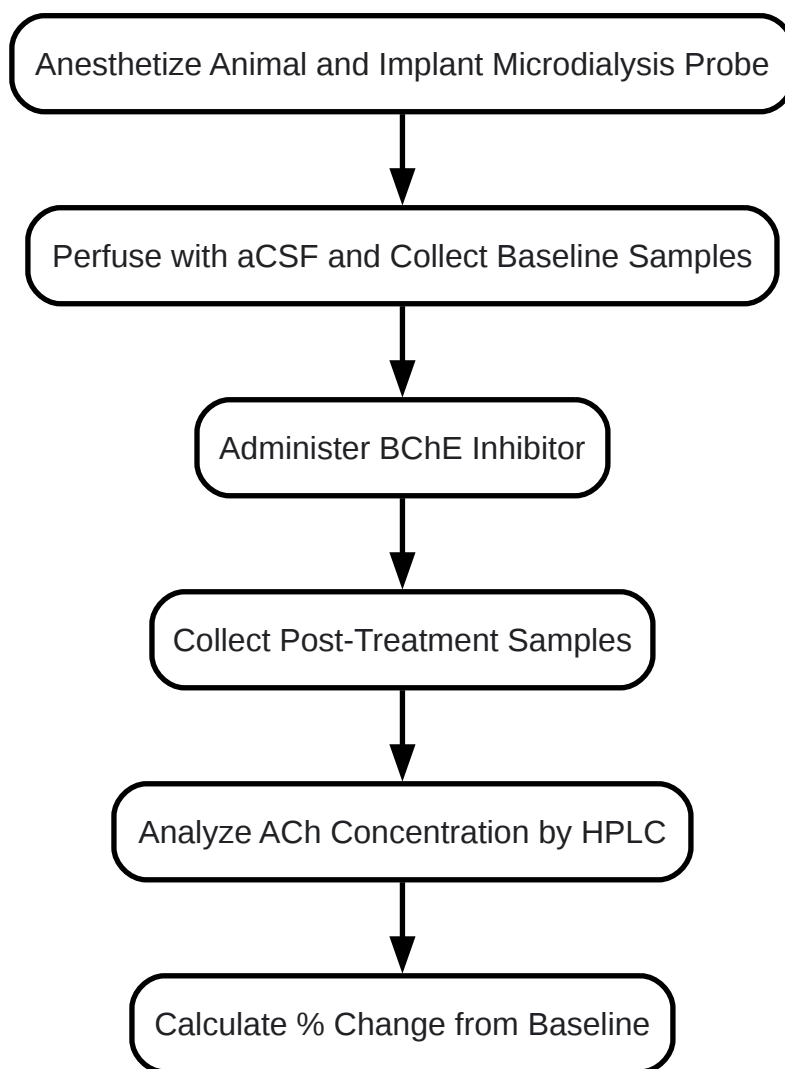 Anesthetize Animal and Implant Microdialysis Probe
Perfuse with aCSF and Collect Baseline Samples
Administer BChE Inhibitor
Collect Post-Treatment Samples
Analyze ACh Concentration by HPLC
Calculate % Change from Baseline